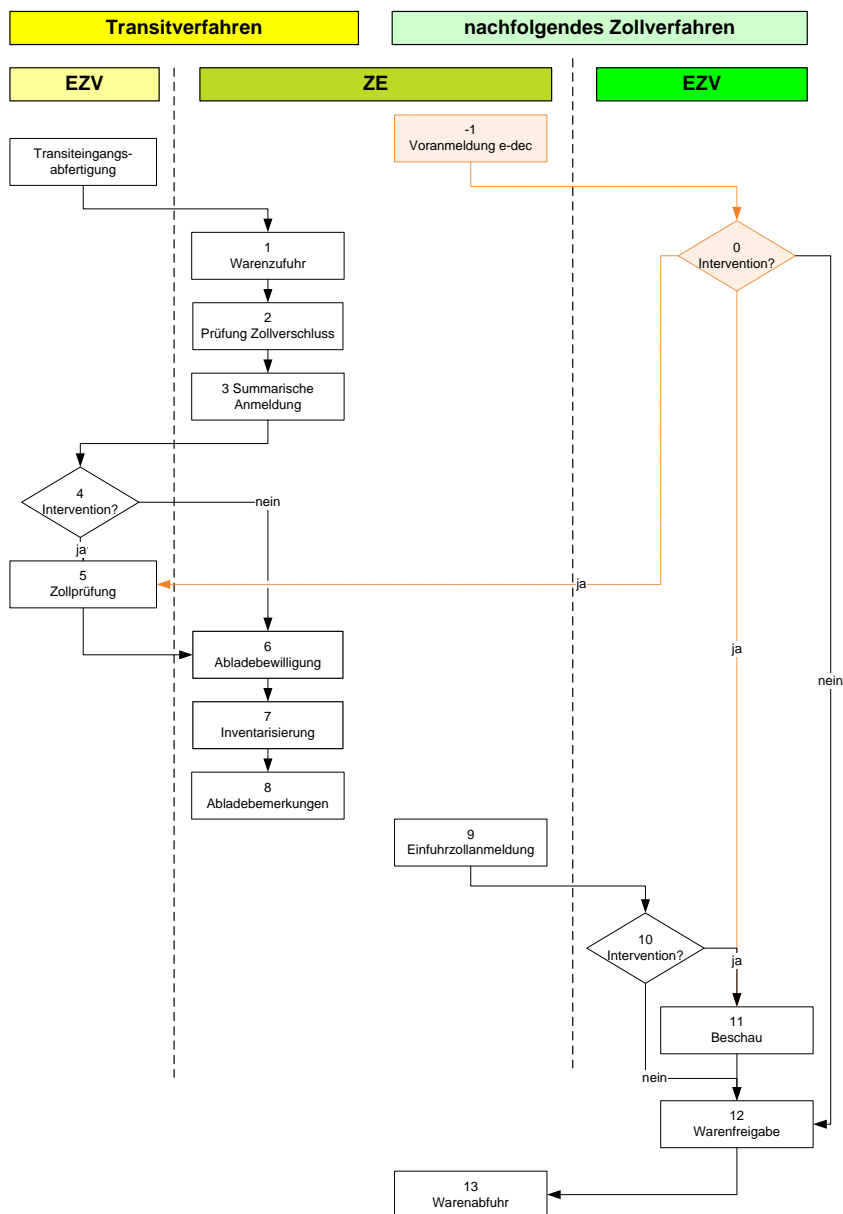 Transitverfahren
nachfolgendes Zollverfahren
EZV
ZE
EZV
-1
Voranmeldung e-dec
Transiteingangs-
abfertigung
1
Warenzufuhr
0
Intervention?
2
Prüfung Zollverschluss
3 Summarische
Anmeldung
4
Intervention?
nein
ja
5
Zollprüfung
ja
6
Abladebewilligung
ja
nein
7
Inventarisierung
8
Abladebemerkungen
9
Einfuhrzollanmeldung
10
Intervention?
ja
11
Beschau
nein
12
Warenfreigabe
13
Warenabfuhr